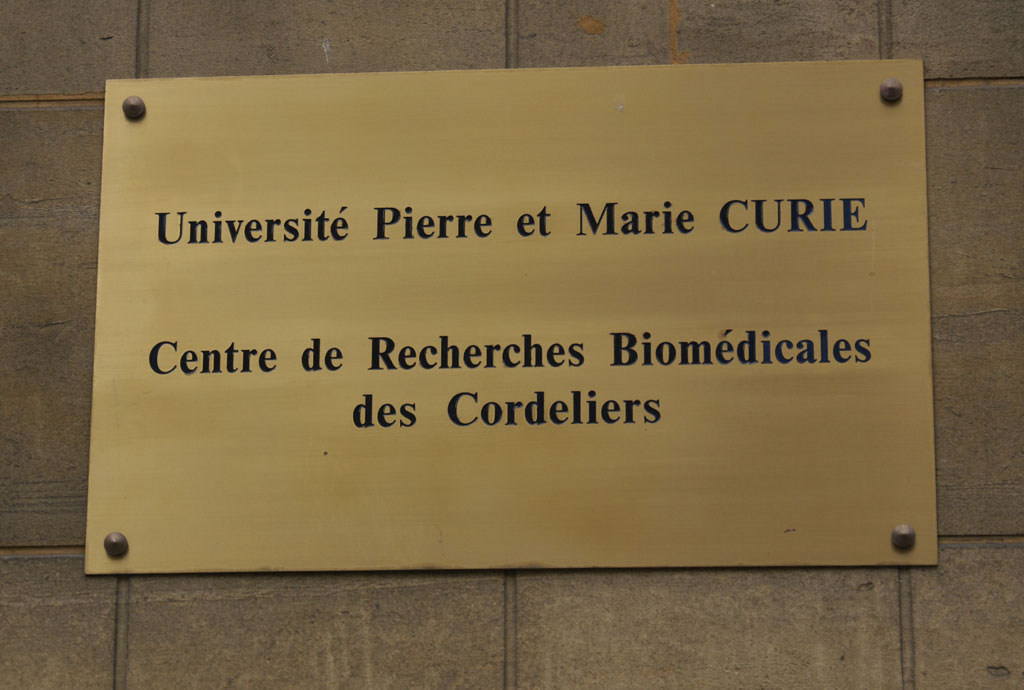 Université Pierre et Marie CURIE
Centre de Recherches Biomédicales
des Cordeliers